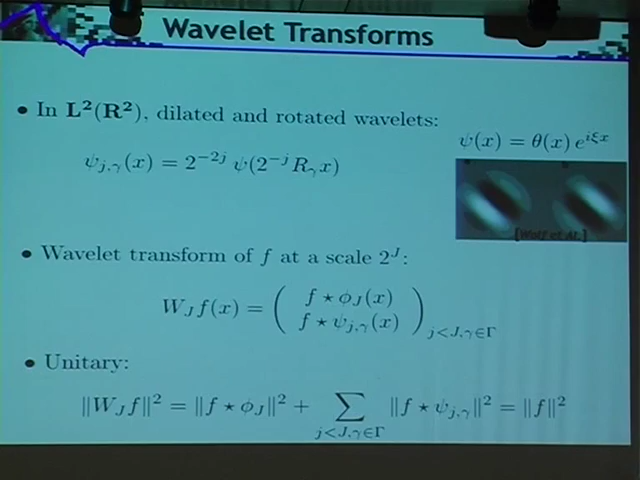 Wavelet Transforms
• In L²(R²), dilated and rotated wavelets:
ψ(x) = θ(x) e^{iξx}
ψ_{j,γ}(x) = 2^{-2j} ψ(2^{-j} R_γ x)
[Wolf et Al.]
• Wavelet transform of f at a scale 2^J:
W_J f(x) = ( f ⋆ φ_J(x)
f ⋆ ψ_{j,γ}(x) )_{j<J,γ∈Γ}
• Unitary:
‖W_J f‖² = ‖f ⋆ φ_J‖² + ∑_{j<J,γ∈Γ} ‖f ⋆ ψ_{j,γ}‖² = ‖f‖²